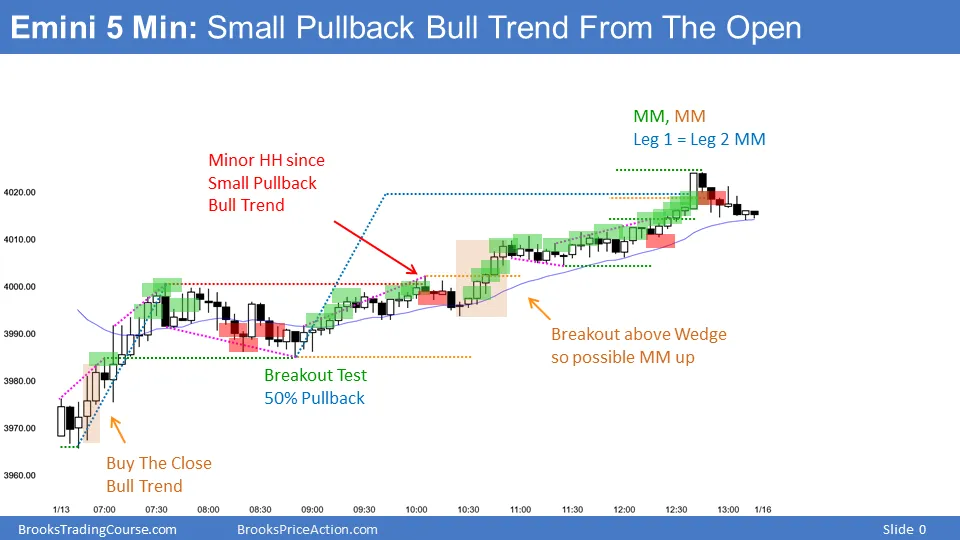 Emini 5 Min: Small Pullback Bull Trend From The Open
MM, MM
Leg 1 = Leg 2 MM
Minor HH since
Small Pullback
Bull Trend
4020.00
4010.00
4000.00
3990.00
3980.00
3970.00
3960.00
Breakout above Wedge
so possible MM up
Breakout Test
50% Pullback
Buy The Close
Bull Trend
1/13 07:00 07:30 08:00 08:30 09:00 09:30 10:00 10:30 11:00 11:30 12:00 12:30 13:00 1/16
BrooksTradingCourse.com BrooksPriceAction.com Slide 0